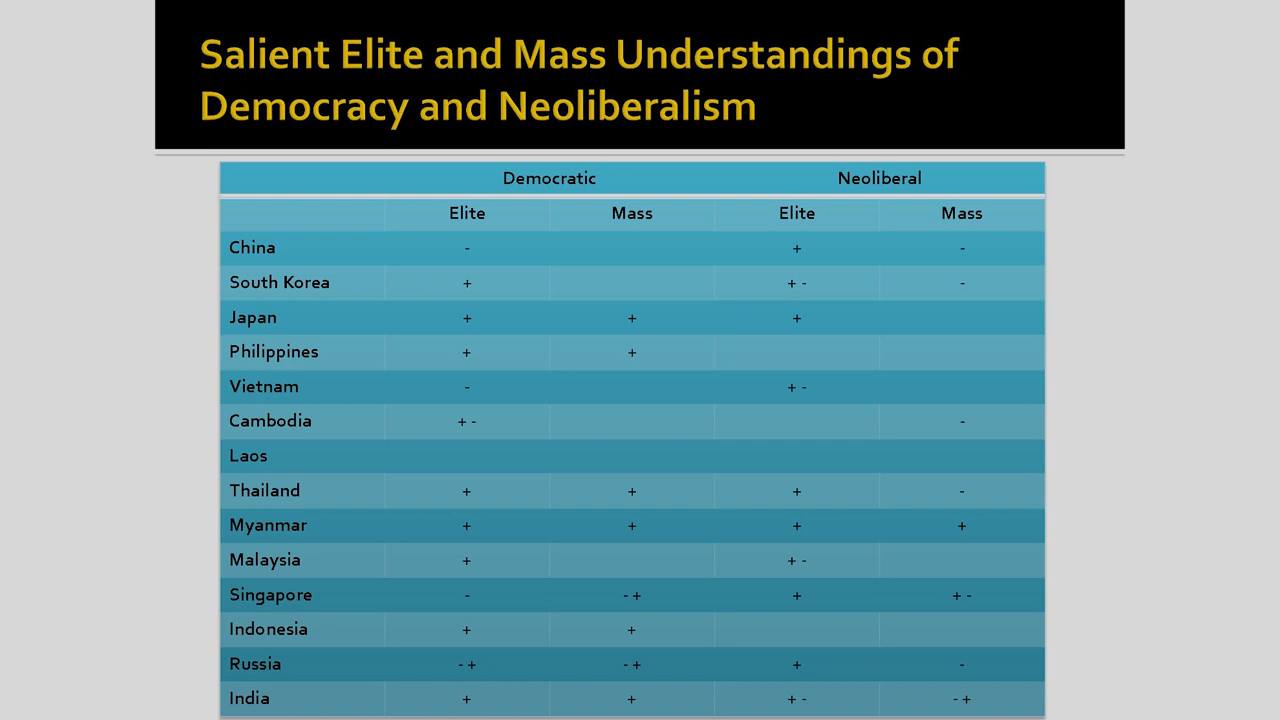 Salient Elite and Mass Understandings of
Democracy and Neoliberalism
Democratic Neoliberal
Elite Mass Elite Mass
China - + -
South Korea + + - -
Japan + + +
Philippines + +
Vietnam - + -
Cambodia + - -
Laos
Thailand + + + -
Myanmar + + + +
Malaysia + + -
Singapore - - + + + -
Indonesia + +
Russia - + - + + -
India + + + - - +